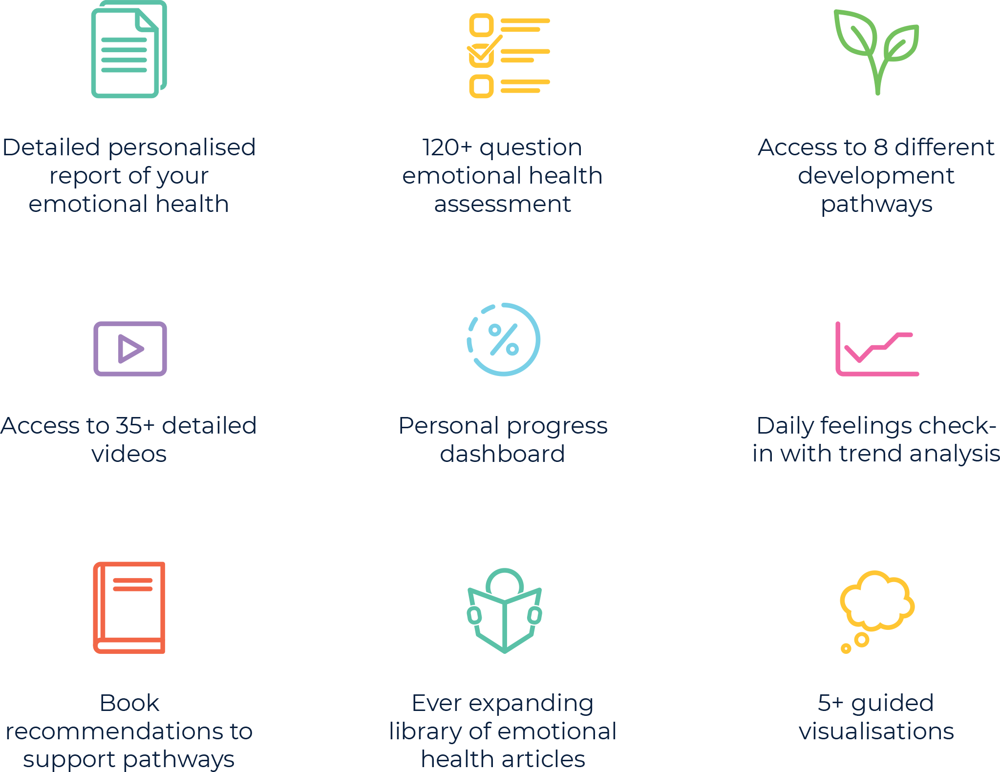 Detailed personalised
report of your
emotional health
120+ question
emotional health
assessment
Access to 8 different
development
pathways
Access to 35+ detailed
videos
Personal progress
dashboard
Daily feelings check-
in with trend analysis
Book
recommendations to
support pathways
Ever expanding
library of emotional
health articles
5+ guided
visualisations